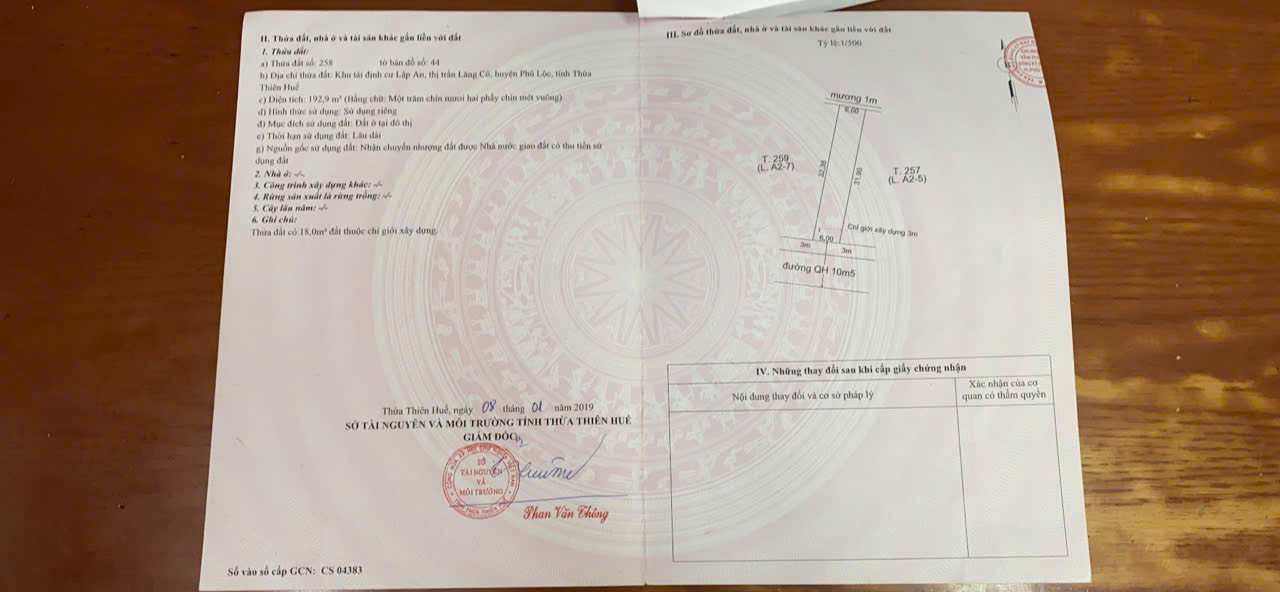 II. Thửa đất, nhà ở và tài sản khác gắn liền với đất
1. Thửa đất:
a) Thửa đất số: 258 tờ bản đồ số: 44
b) Địa chỉ thửa đất: Khu tái định cư Lập An, thị trấn Lăng Cô, huyện Phú Lộc, tỉnh Thừa
Thiên Huế
c) Diện tích: 192,9 m² (Bằng chữ: Một trăm chín mươi hai phẩy chín mét vuông)
d) Hình thức sử dụng: Sử dụng riêng
đ) Mục đích sử dụng đất: Đất ở tại đô thị
e) Thời hạn sử dụng đất: Lâu dài
g) Nguồn gốc sử dụng đất: Nhận chuyển nhượng đất được Nhà nước giao đất có thu tiền sử
dụng đất
2. Nhà ở: -/-
3. Công trình xây dựng khác: -/-
4. Rừng sản xuất là rừng trồng: -/-
5. Cây lâu năm: -/-
6. Ghi chú:
Thửa đất có 18,0m² đất thuộc chỉ giới xây dựng.
Thừa Thiên Huế, ngày 08 tháng 01 năm 2019
SỞ TÀI NGUYÊN VÀ MÔI TRƯỜNG TỈNH THỪA THIÊN HUẾ
GIÁM ĐỐC
SỞ
TÀI NGUYÊN
VÀ
MÔI TRƯỜNG
Phan Văn Thông
Số vào sổ cấp GCN: CS 04383
III. Sơ đồ thửa đất, nhà ở và tài sản khác gắn liền với đất
Tỷ lệ:1/500
mương 1m
6,00
T. 259
(L. A2-7)
32,38
31,90
T. 257
(L. A2-5)
Chỉ giới xây dựng 3m
6,00
3m
3m
đường QH 10m5
IV. Những thay đổi sau khi cấp giấy chứng nhận
Nội dung thay đổi và cơ sở pháp lý
Xác nhận của cơ
quan có thẩm quyền